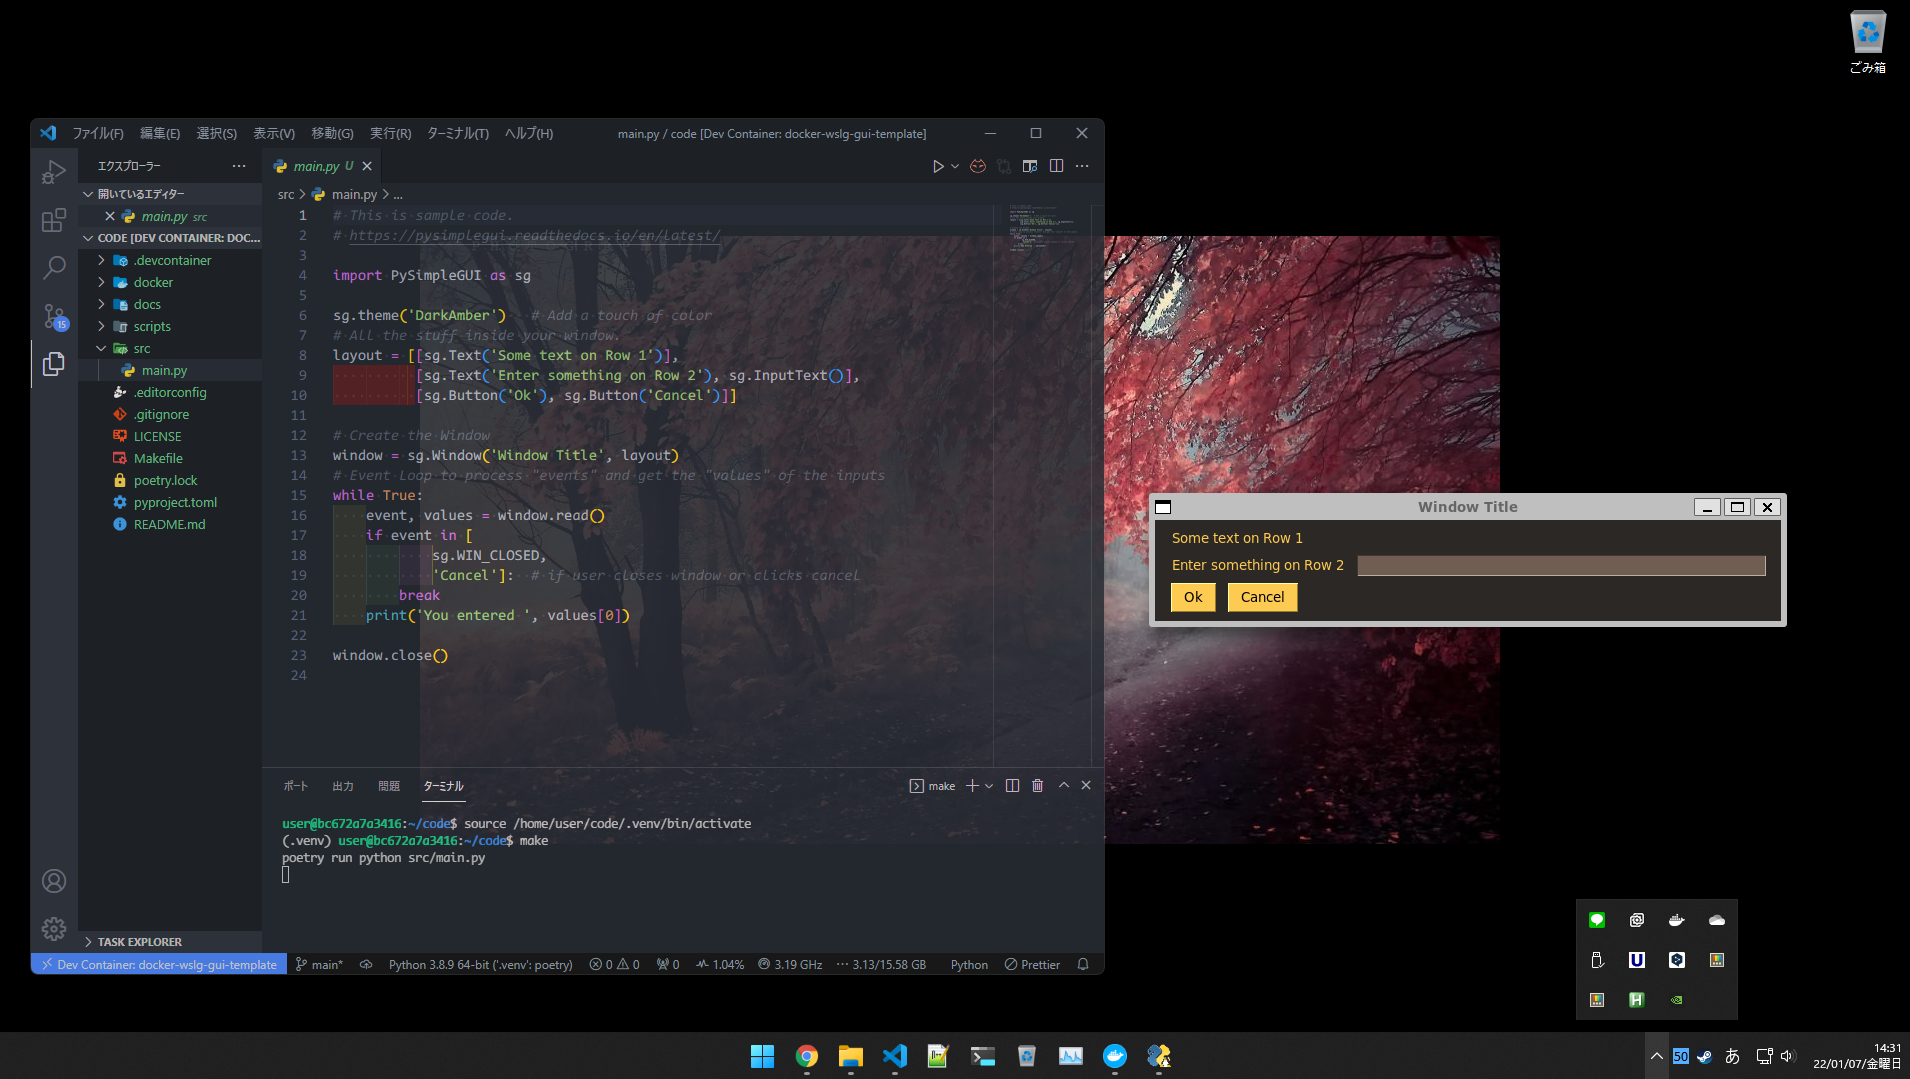 ごみ箱
ファイル(F) 編集(E) 選択(S) 表示(V) 移動(G) 実行(R) ターミナル(T) ヘルプ(H) main.py / code [Dev Container: docker-wslg-gui-template]
エクスプローラー
開いているエディター
main.py src
CODE [DEV CONTAINER: DOC...
.devcontainer
docker
docs
scripts
src
main.py
.editorconfig
.gitignore
LICENSE
Makefile
poetry.lock
pyproject.toml
README.md
TASK EXPLORER
15
main.py U
src > main.py > ...
1 # This is sample code.
2 # https://pysimplegui.readthedocs.io/en/latest/
3
4 import PySimpleGUI as sg
5
6 sg.theme('DarkAmber')   # Add a touch of color
7 # All the stuff inside your window.
8 layout = [[sg.Text('Some text on Row 1')],
9           [sg.Text('Enter something on Row 2'), sg.InputText()],
10           [sg.Button('Ok'), sg.Button('Cancel')]]
11
12 # Create the Window
13 window = sg.Window('Window Title', layout)
14 # Event Loop to process "events" and get the "values" of the inputs
15 while True:
16     event, values = window.read()
17     if event in [
18             sg.WIN_CLOSED,
19             'Cancel']:  # if user closes window or clicks cancel
20         break
21     print('You entered ', values[0])
22
23 window.close()
24
ポート 出力 問題 ターミナル make
user@bc672a7a3416:~/code$ source /home/user/code/.venv/bin/activate
(.venv) user@bc672a7a3416:~/code$ make
poetry run python src/main.py
Dev Container: docker-wslg-gui-template main* Python 3.8.9 64-bit ('.venv': poetry) 0 0 0 1.04% 3.19 GHz ··· 3.13/15.58 GB Python Prettier
Window Title
Some text on Row 1
Enter something on Row 2
Ok Cancel
U
H
50 あ
14:31
22/01/07/金曜日